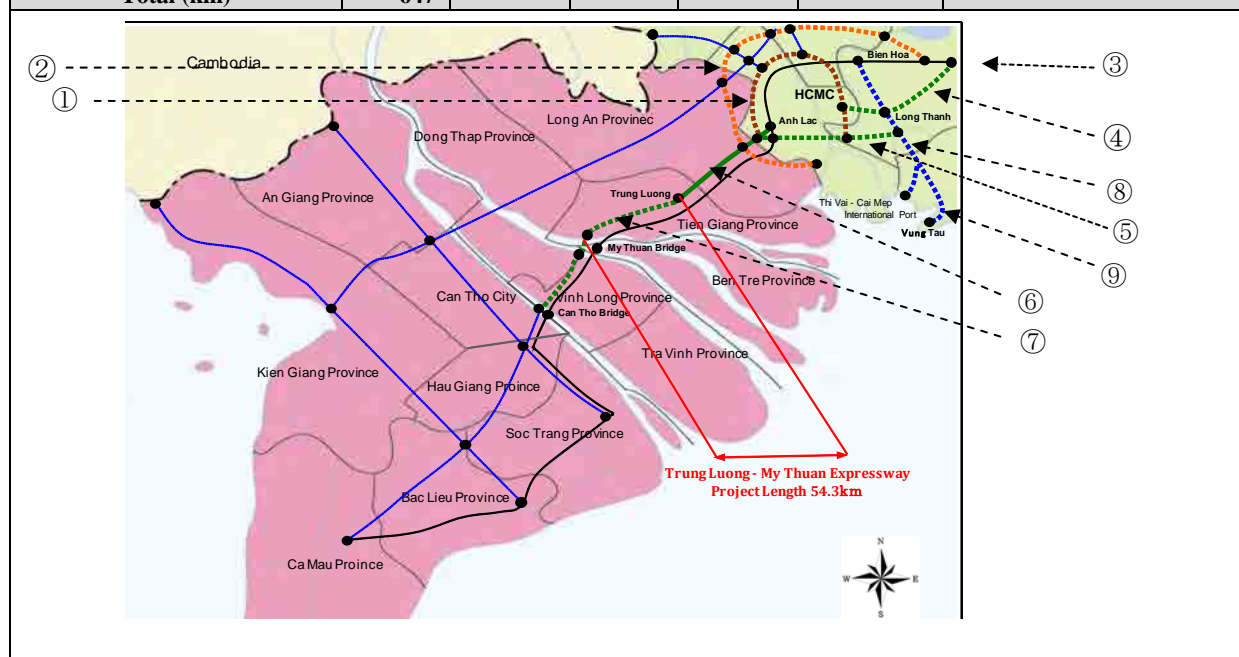 Total (km)
Cambodia
②
①
Bien Hoa
③
HCMC
Long An Provinec
Anh Lac
Long Thanh
Dong Thap Province
④
An Giang Province
Trung Luong
⑧
Thi Vai - Cai Mep
International Port
Tien Giang Province
Vung Tau
⑤
My Thuan Bridge
⑨
Ben Tre Province
Can Tho City
Vinh Long Province
⑥
Can Tho Bridge
⑦
Tra Vinh Province
Kien Giang Province
Hau Giang Proince
Soc Trang Province
Trung Luong - My Thuan Expressway
Project Length 54.3km
Bac Lieu Province
Ca Mau Proince
N
W E
S